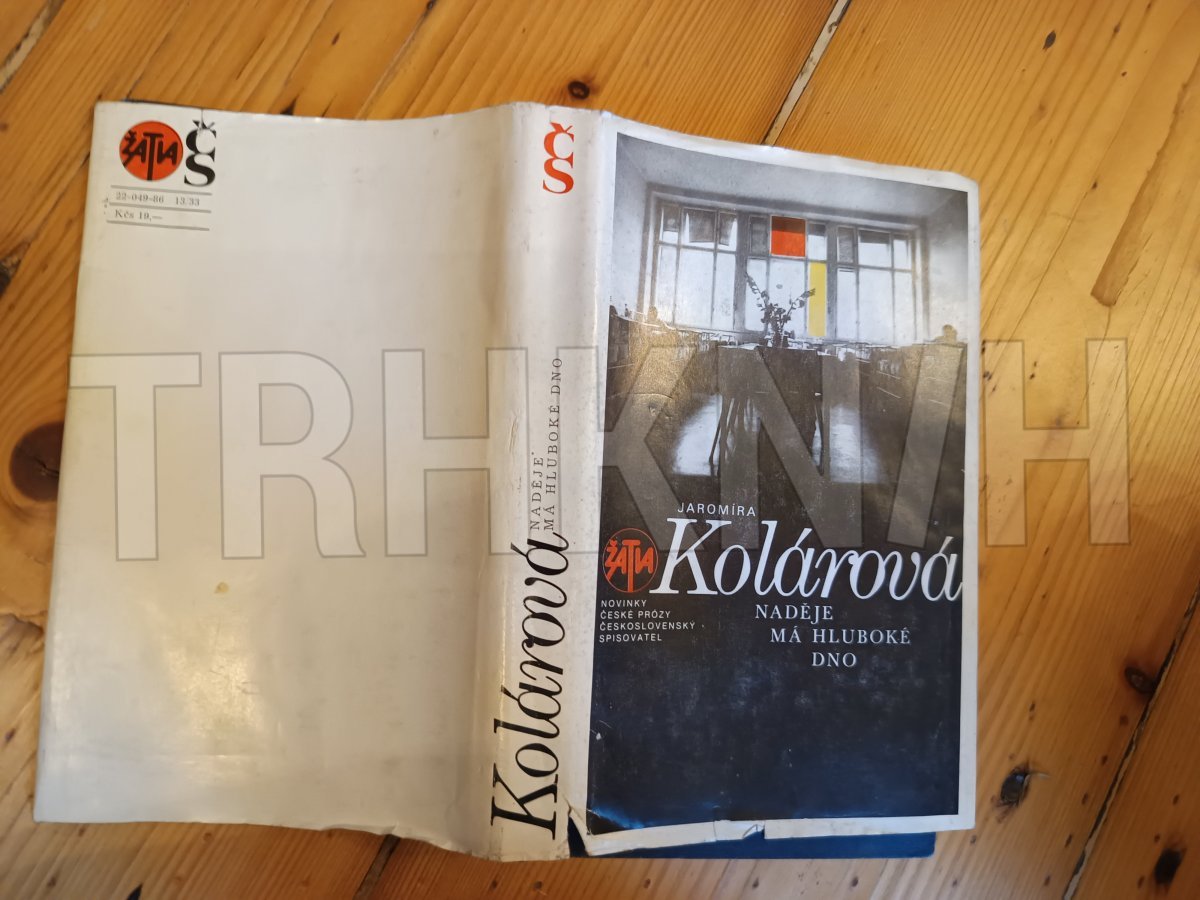 ŽATVA
ČS
22-049-86 13/33
Kčs 19,—
ČS
Kolárová
NADĚJE
MÁ HLUBOKÉ DNO
JAROMÍRA
Kolárová
ŽATVA
NOVINKY
ČESKÉ PRÓZY
ČESKOSLOVENSKÝ
SPISOVATEL
NADĚJE
MÁ HLUBOKÉ
DNO
TRHKNIH